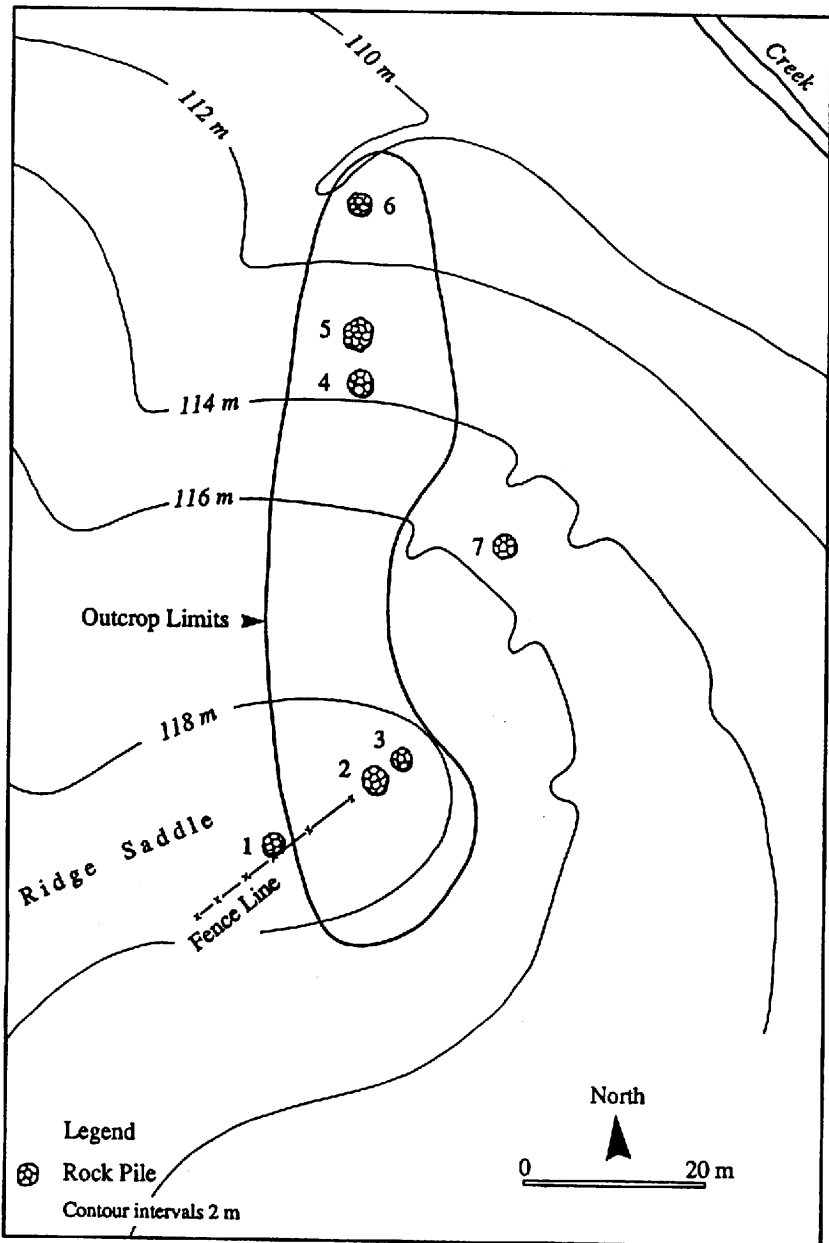 110 m
Creek
112 m
6
5
4
114 m
116 m
7
Outcrop Limits
118 m
3
2
1
Ridge Saddle
Fence Line
North
Legend
Rock Pile
0 20 m
Contour intervals 2 m